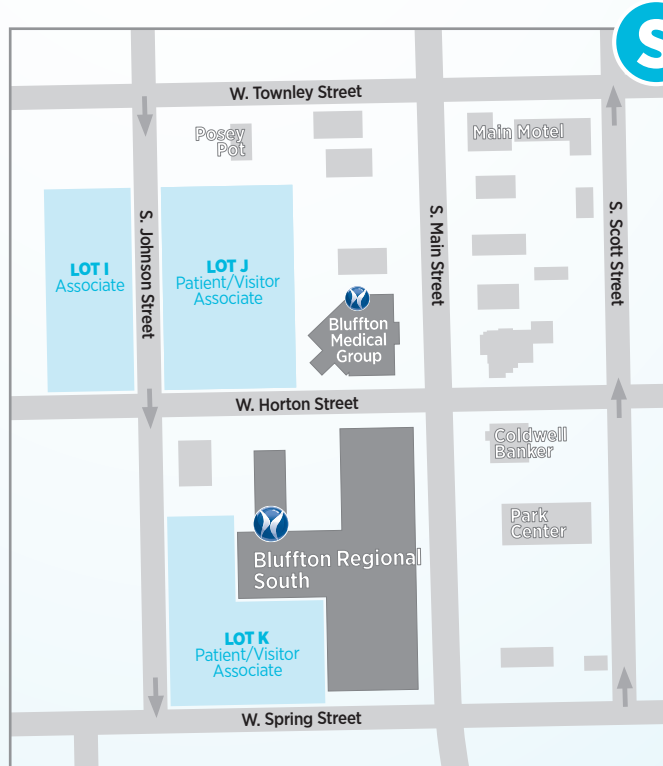 S
W. Townley Street
Posey
Pot
Main Motel
S. Johnson Street
S. Main Street
S. Scott Street
LOT I
Associate
LOT J
Patient/Visitor
Associate
Bluffton
Medical
Group
W. Horton Street
Coldwell
Banker
Park
Center
Bluffton Regional
South
LOT K
Patient/Visitor
Associate
W. Spring Street